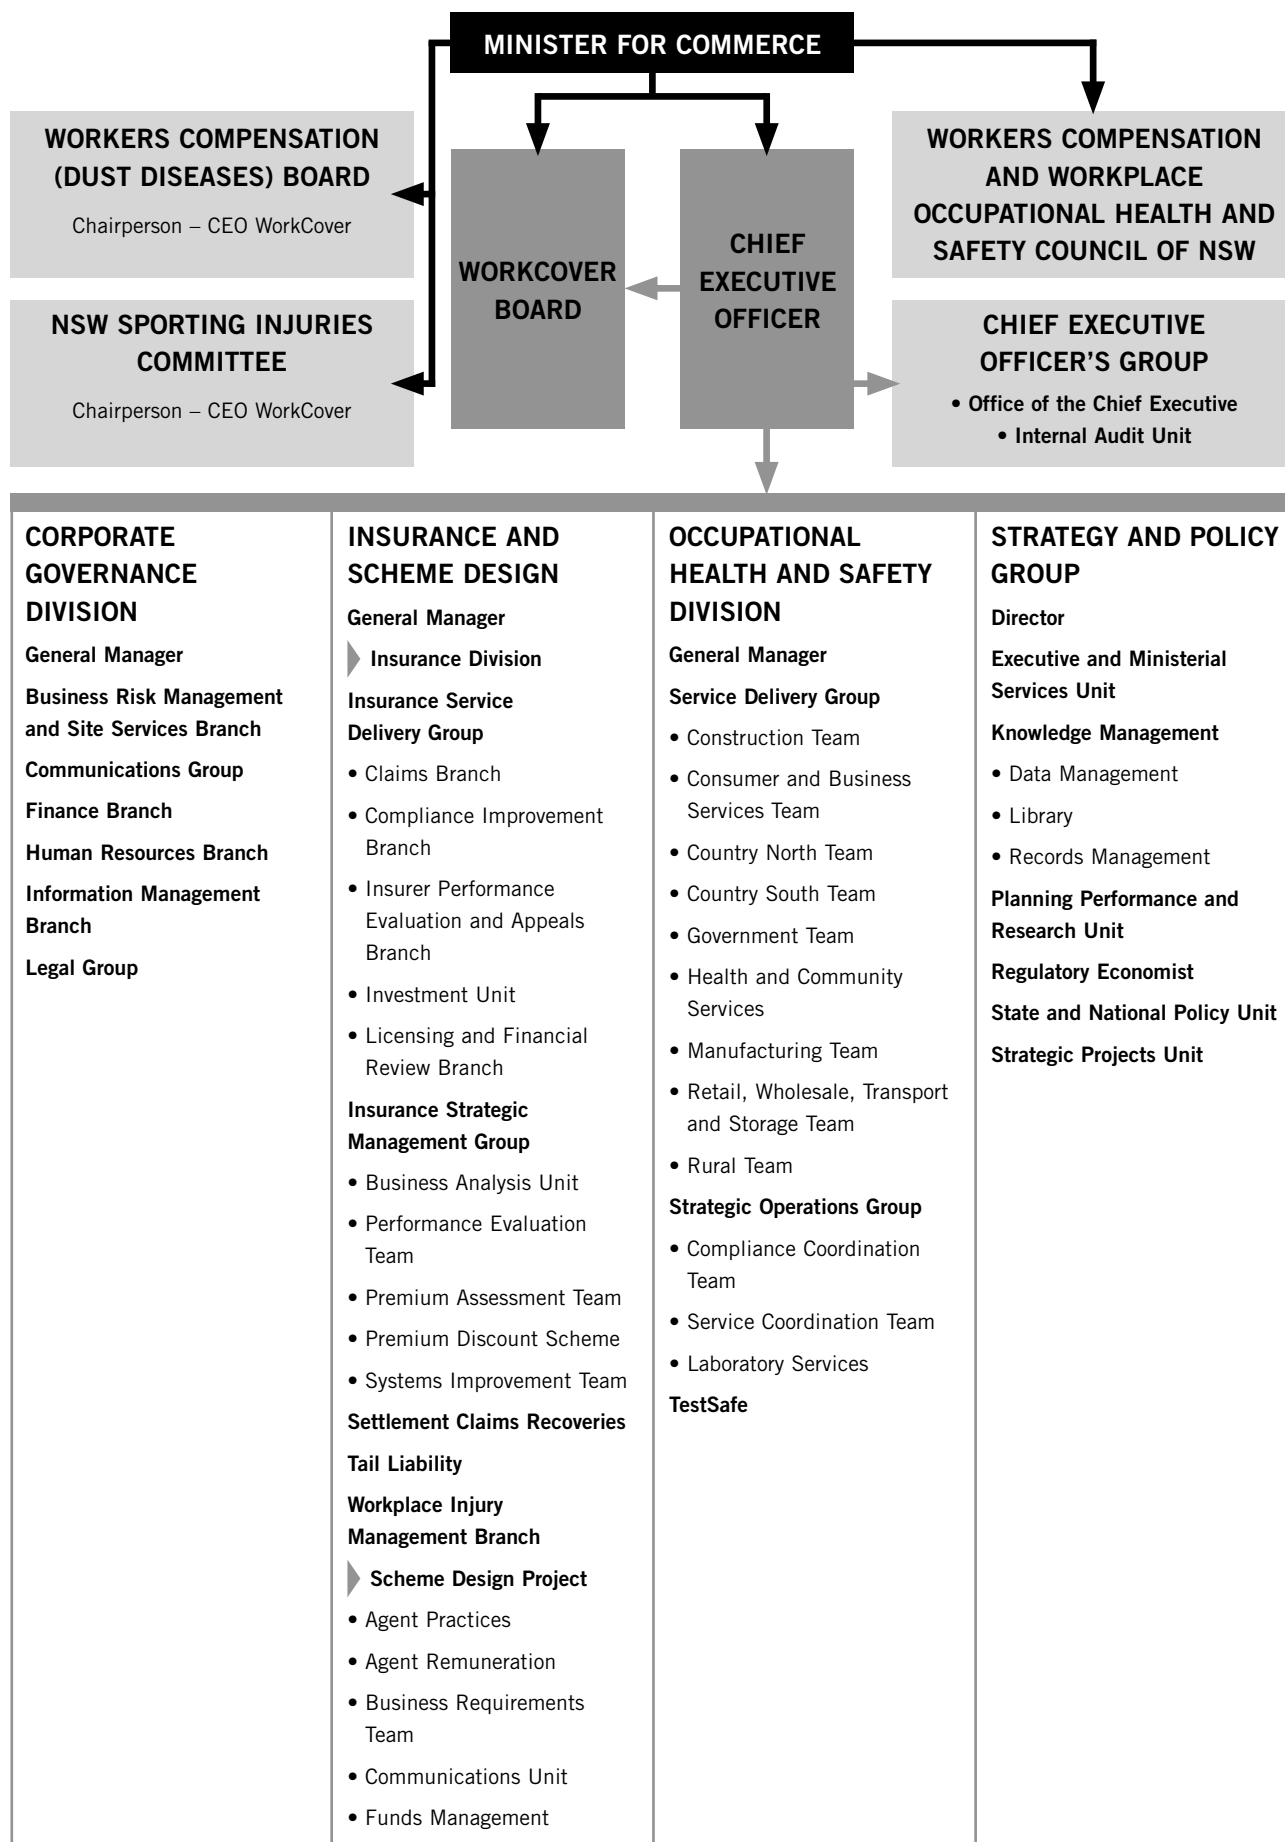 MINISTER FOR COMMERCE
WORKERS COMPENSATION
(DUST DISEASES) BOARD
Chairperson – CEO WorkCover
NSW SPORTING INJURIES
COMMITTEE
Chairperson – CEO WorkCover
WORKCOVER
BOARD
CHIEF
EXECUTIVE
OFFICER
WORKERS COMPENSATION
AND WORKPLACE
OCCUPATIONAL HEALTH AND
SAFETY COUNCIL OF NSW
CHIEF EXECUTIVE
OFFICER'S GROUP
• Office of the Chief Executive
• Internal Audit Unit
CORPORATE
GOVERNANCE
DIVISION
General Manager
Business Risk Management
and Site Services Branch
Communications Group
Finance Branch
Human Resources Branch
Information Management
Branch
Legal Group
INSURANCE AND
SCHEME DESIGN
General Manager
Insurance Division
Insurance Service
Delivery Group
• Claims Branch
• Compliance Improvement
Branch
• Insurer Performance
Evaluation and Appeals
Branch
• Investment Unit
• Licensing and Financial
Review Branch
Insurance Strategic
Management Group
• Business Analysis Unit
• Performance Evaluation
Team
• Premium Assessment Team
• Premium Discount Scheme
• Systems Improvement Team
Settlement Claims Recoveries
Tail Liability
Workplace Injury
Management Branch
Scheme Design Project
• Agent Practices
• Agent Remuneration
• Business Requirements
Team
• Communications Unit
• Funds Management
OCCUPATIONAL
HEALTH AND SAFETY
DIVISION
General Manager
Service Delivery Group
• Construction Team
• Consumer and Business
Services Team
• Country North Team
• Country South Team
• Government Team
• Health and Community
Services
• Manufacturing Team
• Retail, Wholesale, Transport
and Storage Team
• Rural Team
Strategic Operations Group
• Compliance Coordination
Team
• Service Coordination Team
• Laboratory Services
TestSafe
STRATEGY AND POLICY
GROUP
Director
Executive and Ministerial
Services Unit
Knowledge Management
• Data Management
• Library
• Records Management
Planning Performance and
Research Unit
Regulatory Economist
State and National Policy Unit
Strategic Projects Unit